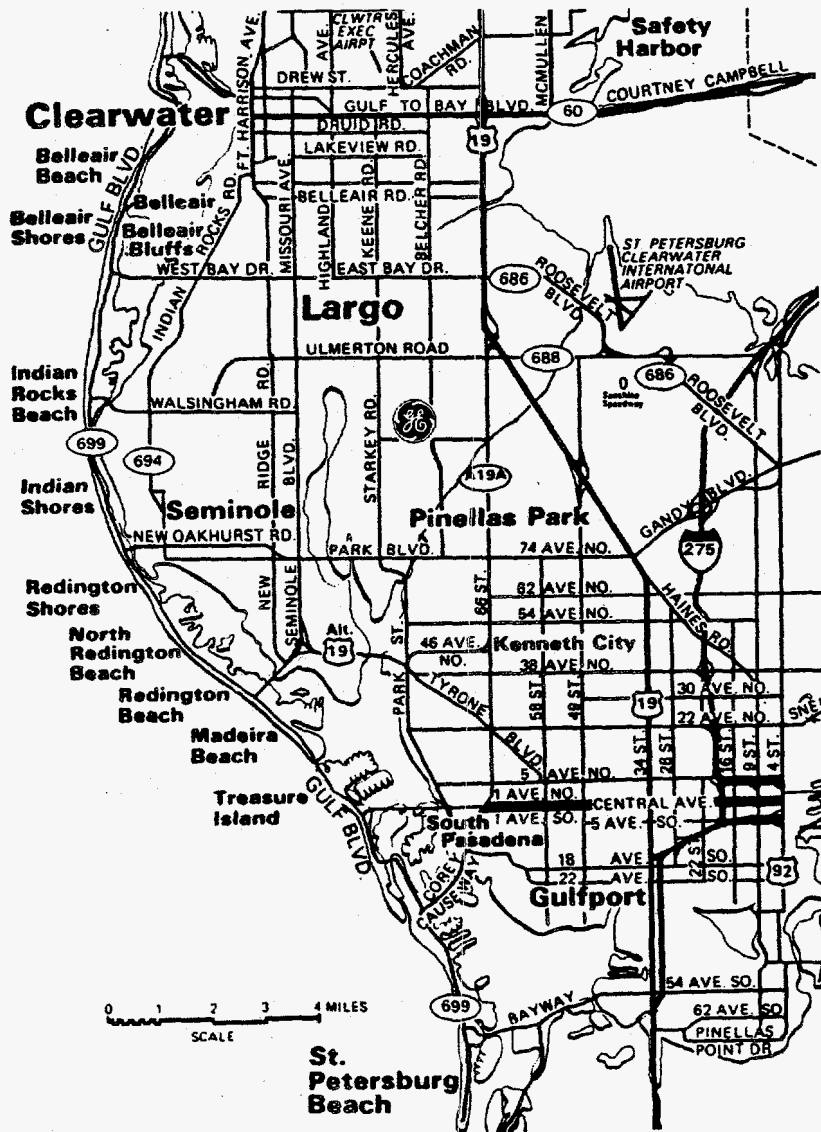 CLWTR
EXEC
AIRPT
FT. HARRISON AVE.
AVE.
HERCULES
AVE.
COACHMAN
RD.
MCMULLEN
Safety
Harbor
DREW ST.
COURTNEY CAMPBELL
Clearwater
GULF TO BAY BLVD.
60
DRUID RD.
19
LAKEVIEW RD.
Belleair
Beach
GULF BLVD.
BELLEAIR RD.
MISSOURI AVE.
HIGHLAND
KEENE RD.
BELCHER RD.
Belleair
Shores
Belleair
Belleair
Bluffs
INDIAN ROCKS RD.
WEST BAY DR.
EAST BAY DR.
686
ROOSEVELT
BLVD.
ST PETERSBURG
CLEARWATER
INTERNATONAL
AIRPORT
Largo
ULMERTON ROAD
688
686
ROOSEVELT
BLVD.
Sunshine
Speedway
Indian
Rocks
Beach
WALSINGHAM RD.
RIDGE
RD.
BLVD.
STARKEY RD.
GE
699
694
A19A
Indian
Shores
Seminole
Pinellas Park
GANDY BLVD.
NEW OAKHURST RD.
PARK BLVD.
74 AVE. NO.
275
Redington
Shores
NEW
SEMINOLE
66 ST.
62 AVE. NO.
54 AVE. NO.
HAINES RD.
North
Redington
Beach
Alt.
19
PARK ST.
46 AVE.
NO.
Kenneth City
38 AVE. NO.
Redington
Beach
TYRONE
BLVD.
58 ST.
49 ST.
19
30 AVE. NO.
22 AVE. NO.
Madeira
Beach
34 ST.
28 ST.
16 ST.
9 ST.
4 ST.
5 AVE. NO.
Treasure
Island
GULF BLVD.
1 AVE. NO.
CENTRAL AVE.
South
Pasadena
1 AVE. SO.
5 AVE. SO.
18 AVE. SO.
22 ST.
92
22 AVE. SO.
COREY
CAUSEWAY
Gulfport
54 AVE. SO.
699
BAYWAY
62 AVE. SO
PINELLAS
POINT DR
0 3 4 MILES
SCALE
St.
Petersburg
Beach